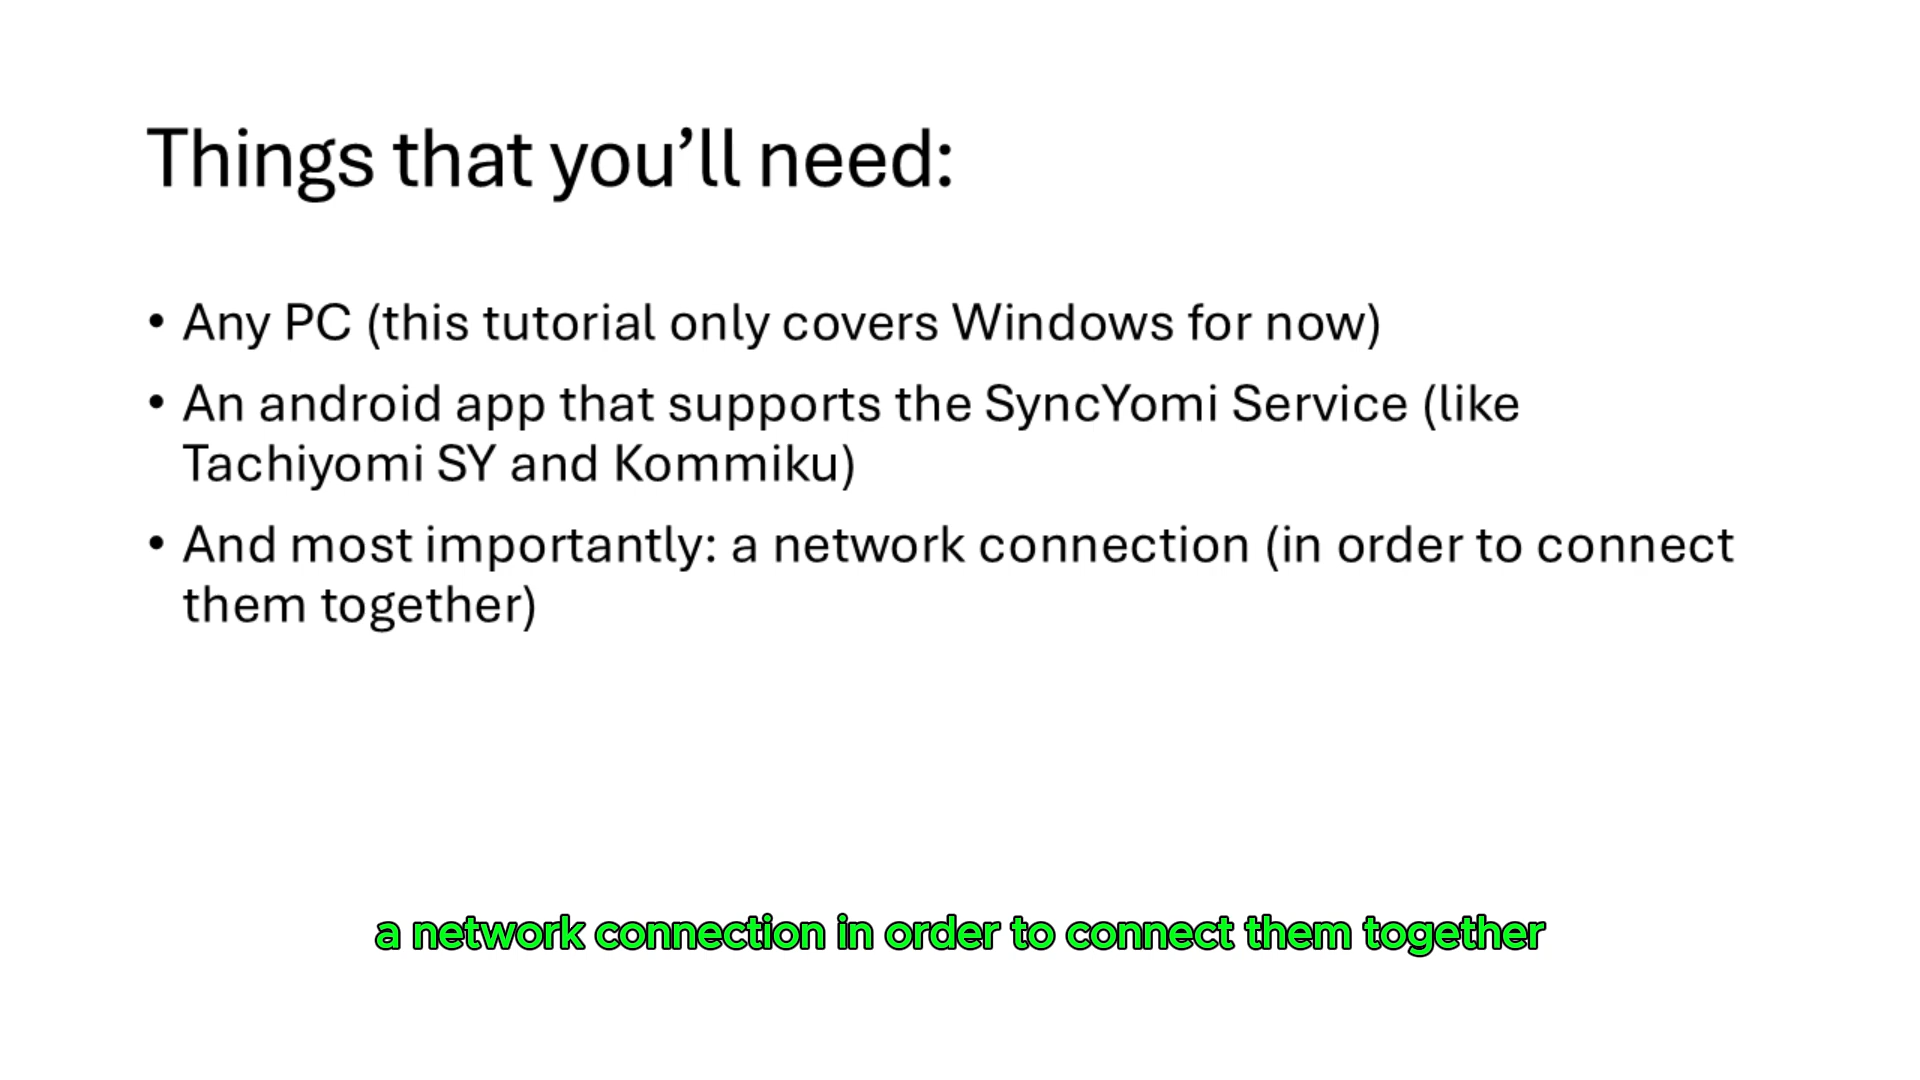 Things that you’ll need:
• Any PC (this tutorial only covers Windows for now)
• An android app that supports the SyncYomi Service (like
Tachiyomi SY and Kommiku)
• And most importantly: a network connection (in order to connect
them together)
a network connection in order to connect them together